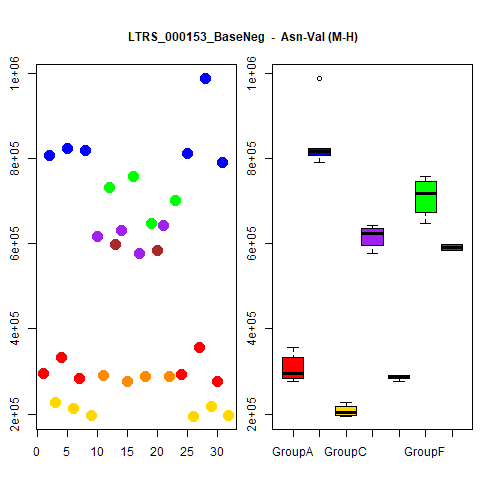 LTRS_000153_BaseNeg - Asn-Val (M-H)
1e+06
8e+05
6e+05
4e+05
2e+05
0 5 10 15 20 25 30
1e+06
8e+05
6e+05
4e+05
2e+05
GroupA GroupC GroupF